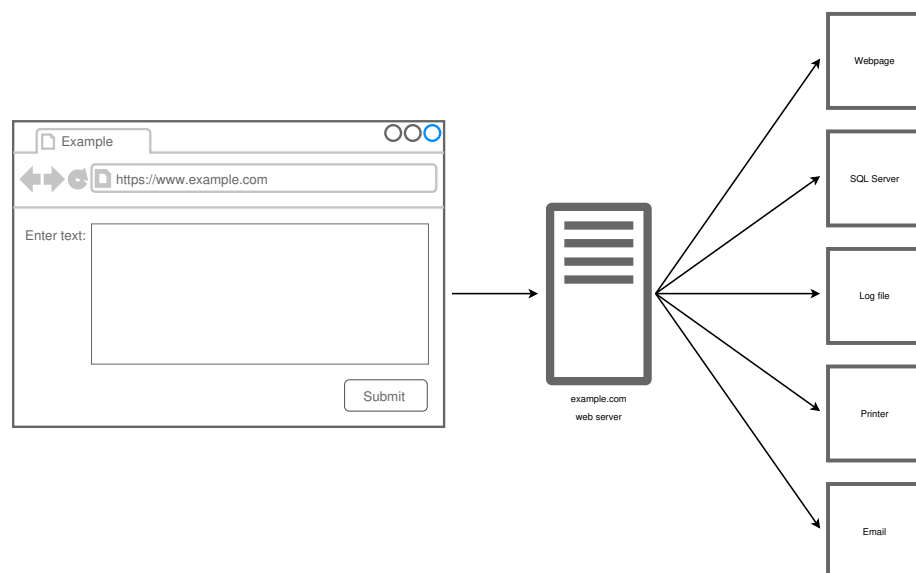 Example
https://www.example.com
Enter text:
Submit
example.com
web server
Webpage
SQL Server
Log file
Printer
Email